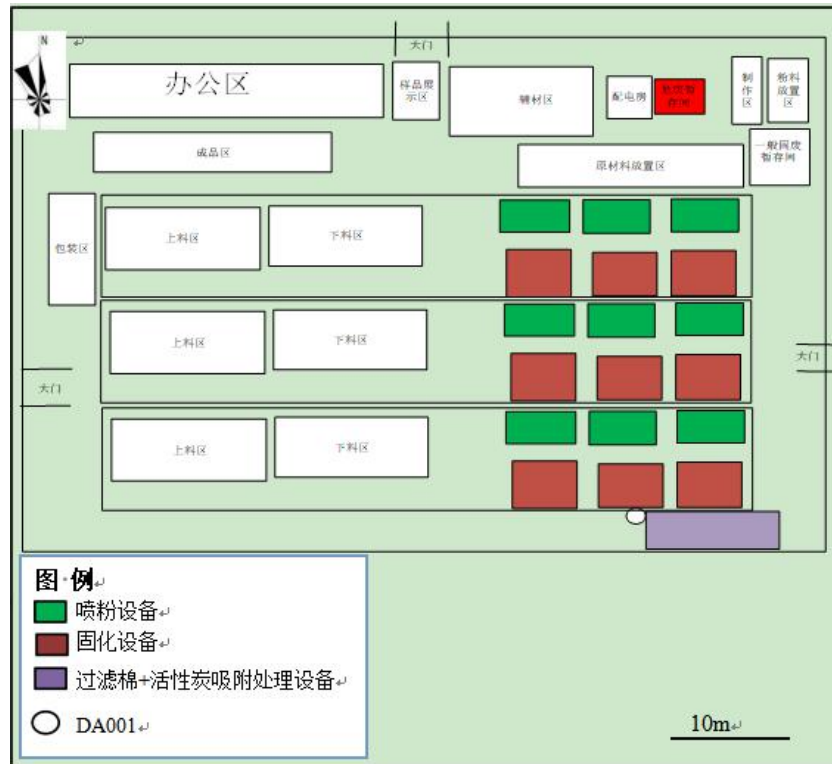 N
大门
办公区
样品展
示区
辅材区
配电房
制
作
区
粉料
放置
区
成品区
原材料放置区
一般固废
暂存间
包装区
上料区
下料区
上料区
下料区
大门
大门
上料区
下料区
图·例
喷粉设备
固化设备
过滤棉+活性炭吸附处理设备
DA001
10m